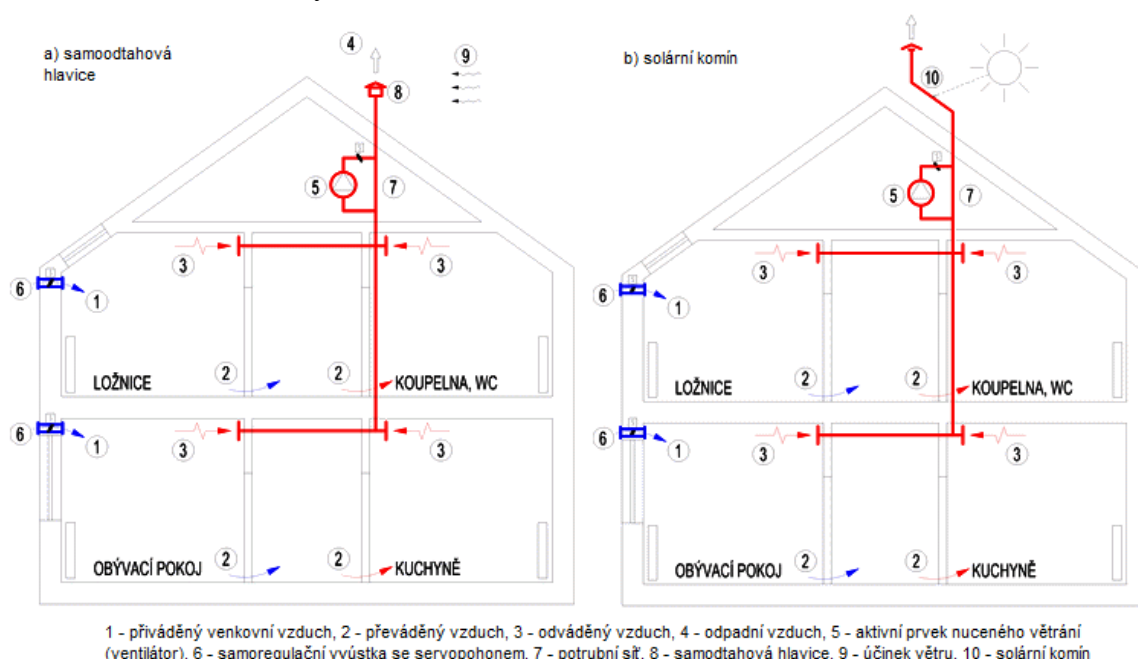 a) samoodtahová
hlavice
4
9
8
5
7
3
3
6
1
LOŽNICE
2
2
KOUPELNA, WC
6
1
3
3
OBÝVACÍ POKOJ
2
2
KUCHYNĚ
b) solární komín
10
5
7
3
3
6
1
LOŽNICE
2
2
KOUPELNA, WC
6
1
3
3
OBÝVACÍ POKOJ
2
2
KUCHYNĚ
1 - přiváděný venkovní vzduch, 2 - převáděný vzduch, 3 - odváděný vzduch, 4 - odpadní vzduch, 5 - aktivní prvek nuceného větrání
(ventilátor), 6 - samoregulační vyústka se servopohonem, 7 - potrubní síť, 8 - samodtahová hlavice, 9 - účinek větru, 10 - solární komín